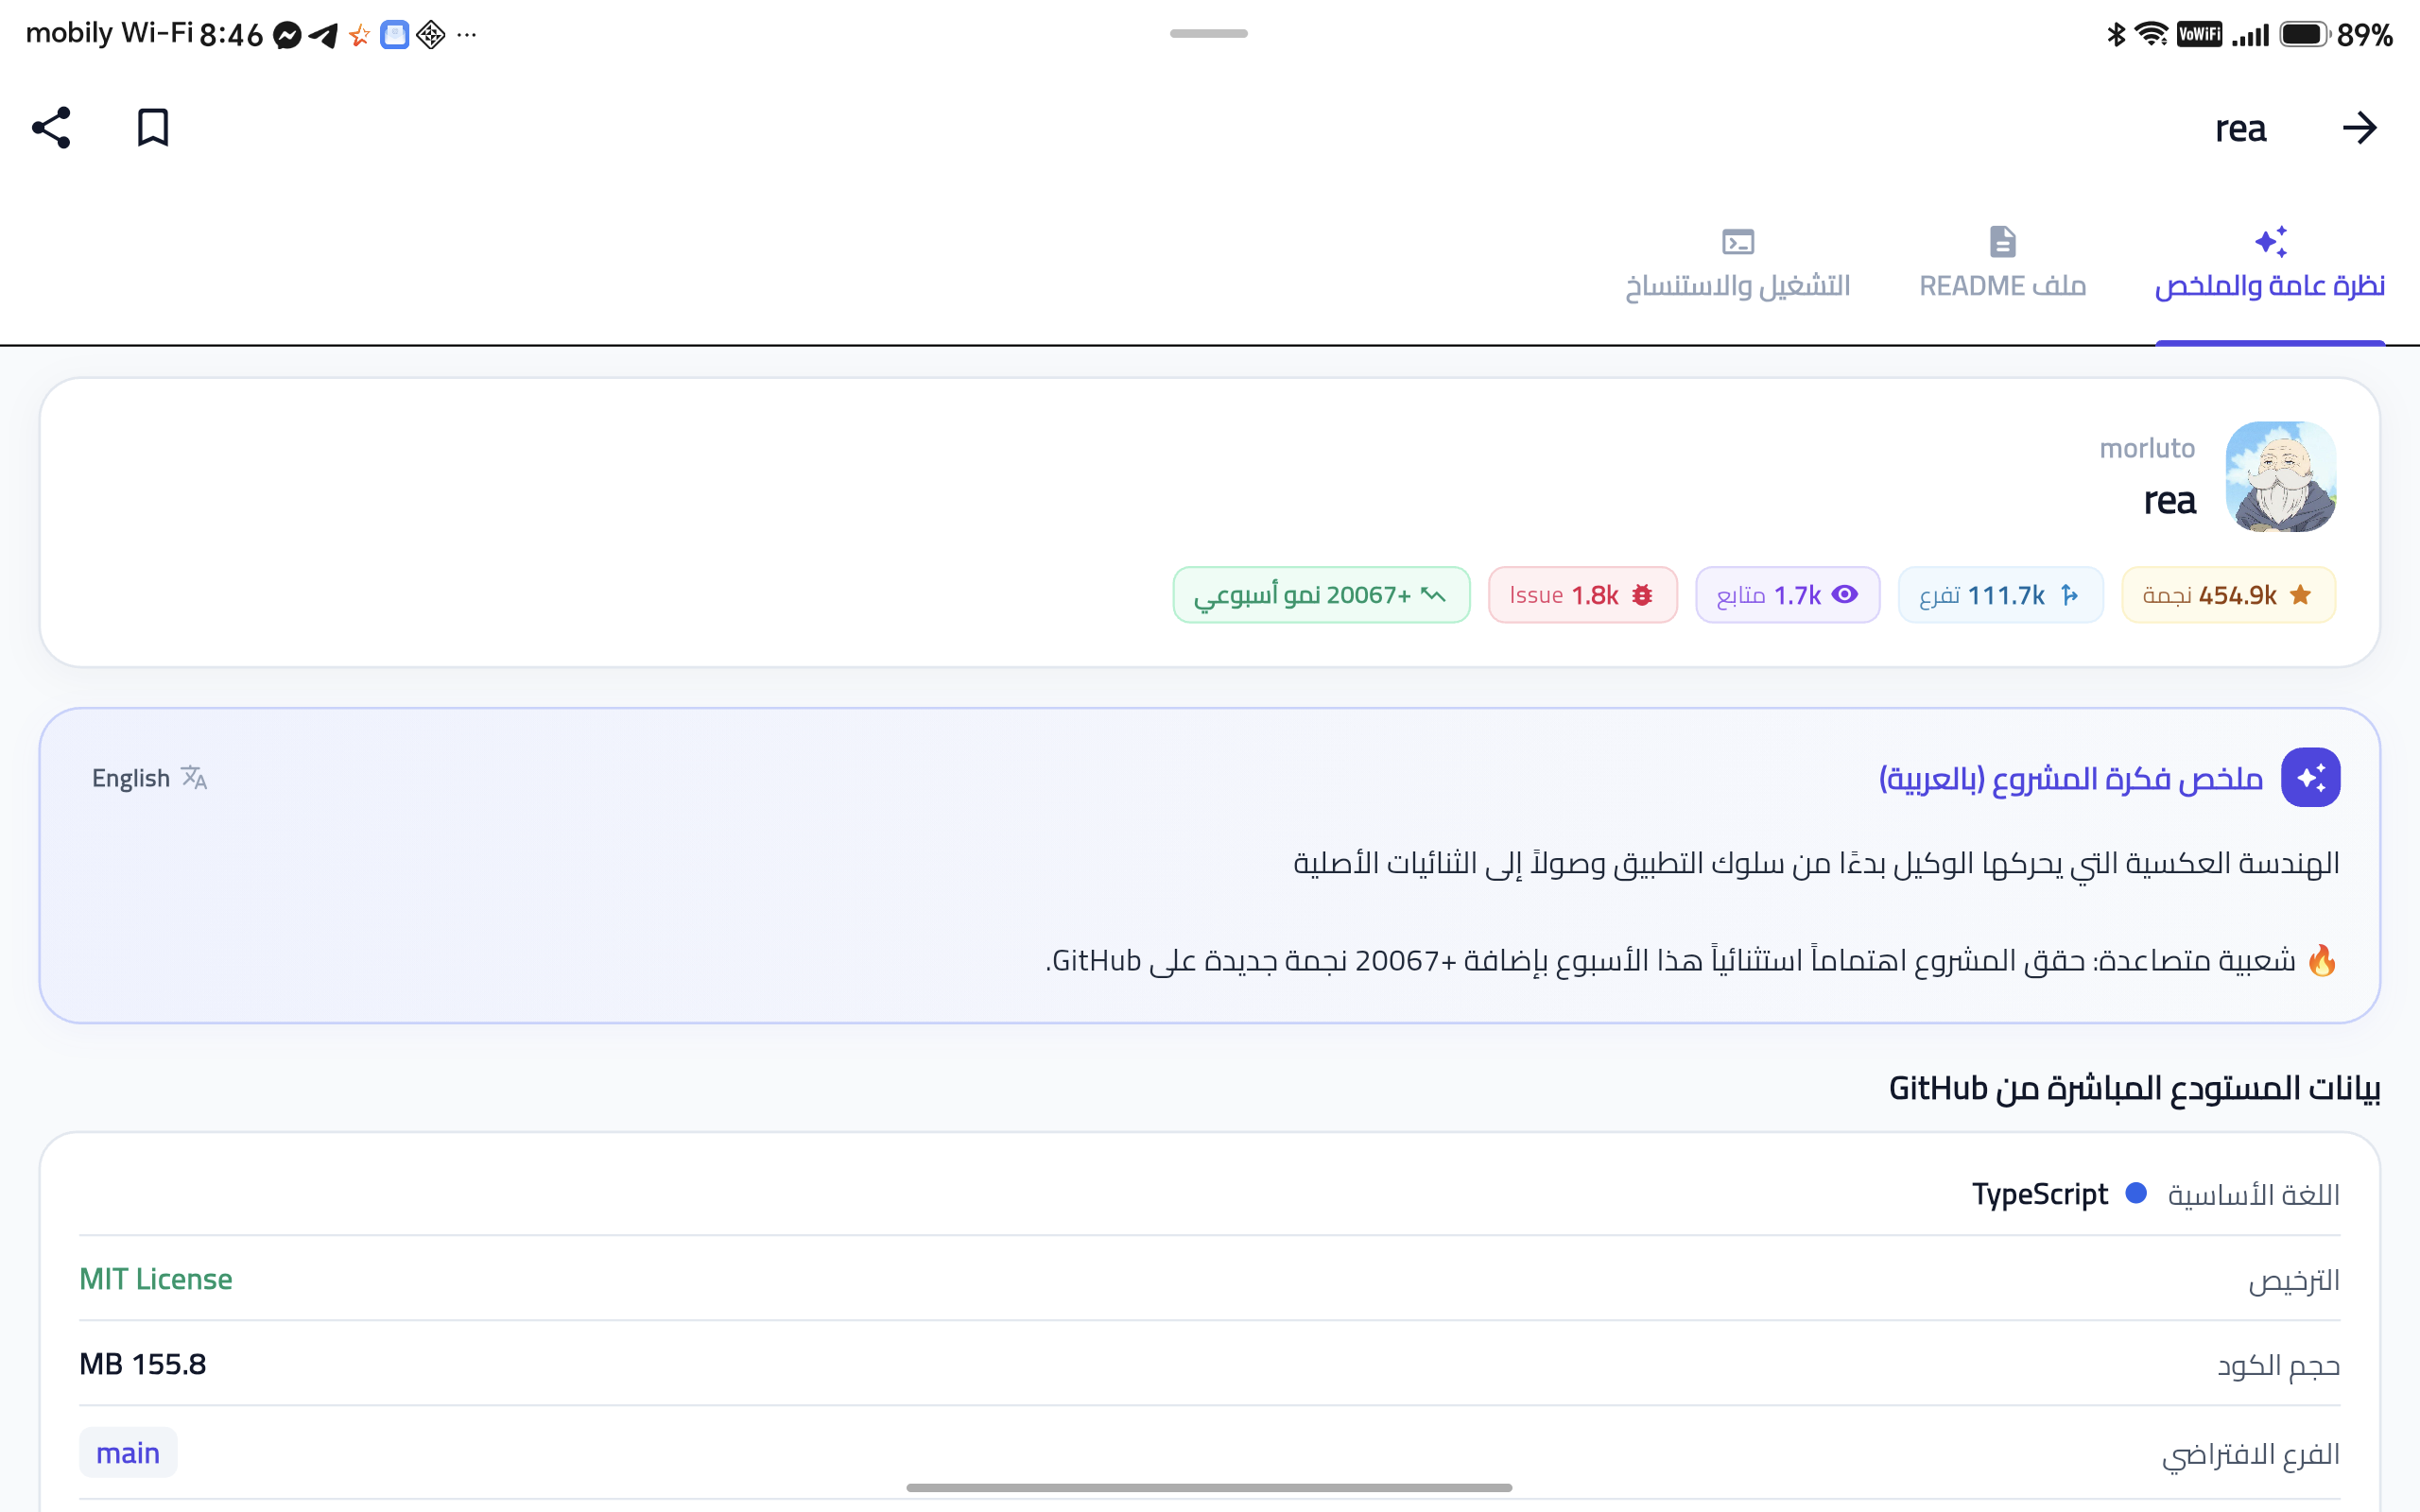 mobily Wi-Fi 8:46 ... VoWiFi 89%
rea
نظرة عامة والملخص
ملف README
التشغيل والاستنساخ
morluto
rea
454.9k نجمة
111.7k تفرع
1.7k متابع
1.8k Issue
+20067 نمو أسبوعي
ملخص فكرة المشروع (بالعربية)
English
الهندسة العكسية التي يحركها الوكيل بدءًا من سلوك التطبيق وصولاً إلى الثنائيات الأصلية
🔥 شعبية متصاعدة: حقق المشروع اهتماماً استثنائياً هذا الأسبوع بإضافة +20067 نجمة جديدة على GitHub.
بيانات المستودع المباشرة من GitHub
اللغة الأساسية TypeScript
الترخيص MIT License
حجم الكود 155.8 MB
الفرع الافتراضي main